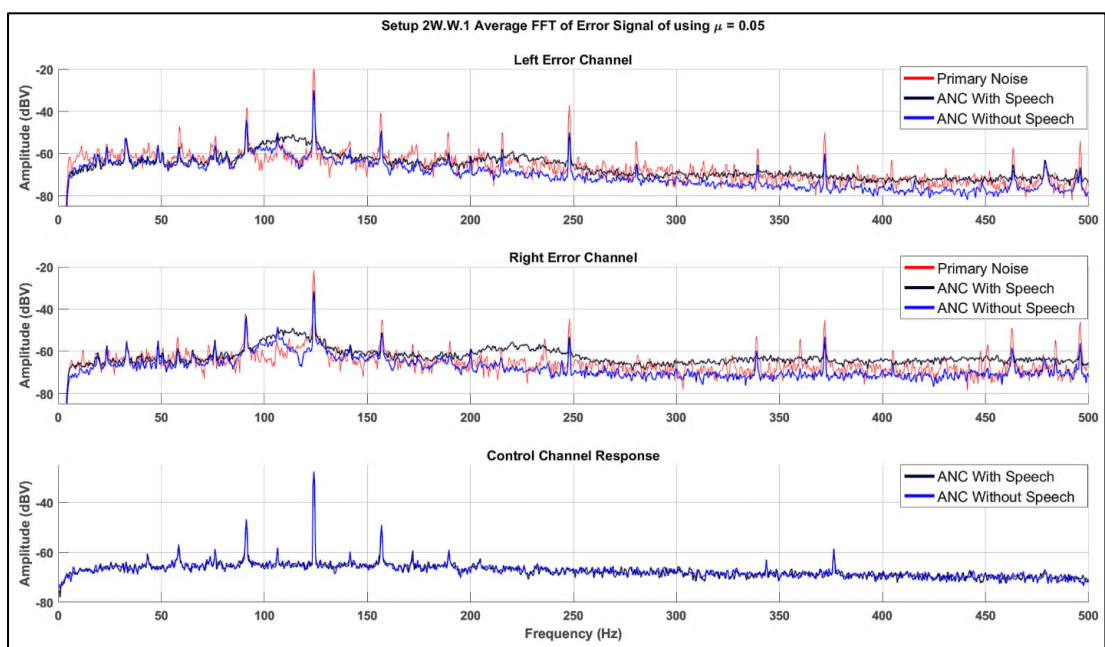 Setup 2W.W.1 Average FFT of Error Signal of using μ = 0.05
Left Error Channel
Amplitude (dBV)
-20
-40
-60
-80
0 50 100 150 200 250 300 350 400 450 500
Primary Noise
ANC With Speech
ANC Without Speech
Right Error Channel
Amplitude (dBV)
-20
-40
-60
-80
0 50 100 150 200 250 300 350 400 450 500
Primary Noise
ANC With Speech
ANC Without Speech
Control Channel Response
Amplitude (dBV)
-40
-60
-80
0 50 100 150 200 250 300 350 400 450 500
ANC With Speech
ANC Without Speech
Frequency (Hz)